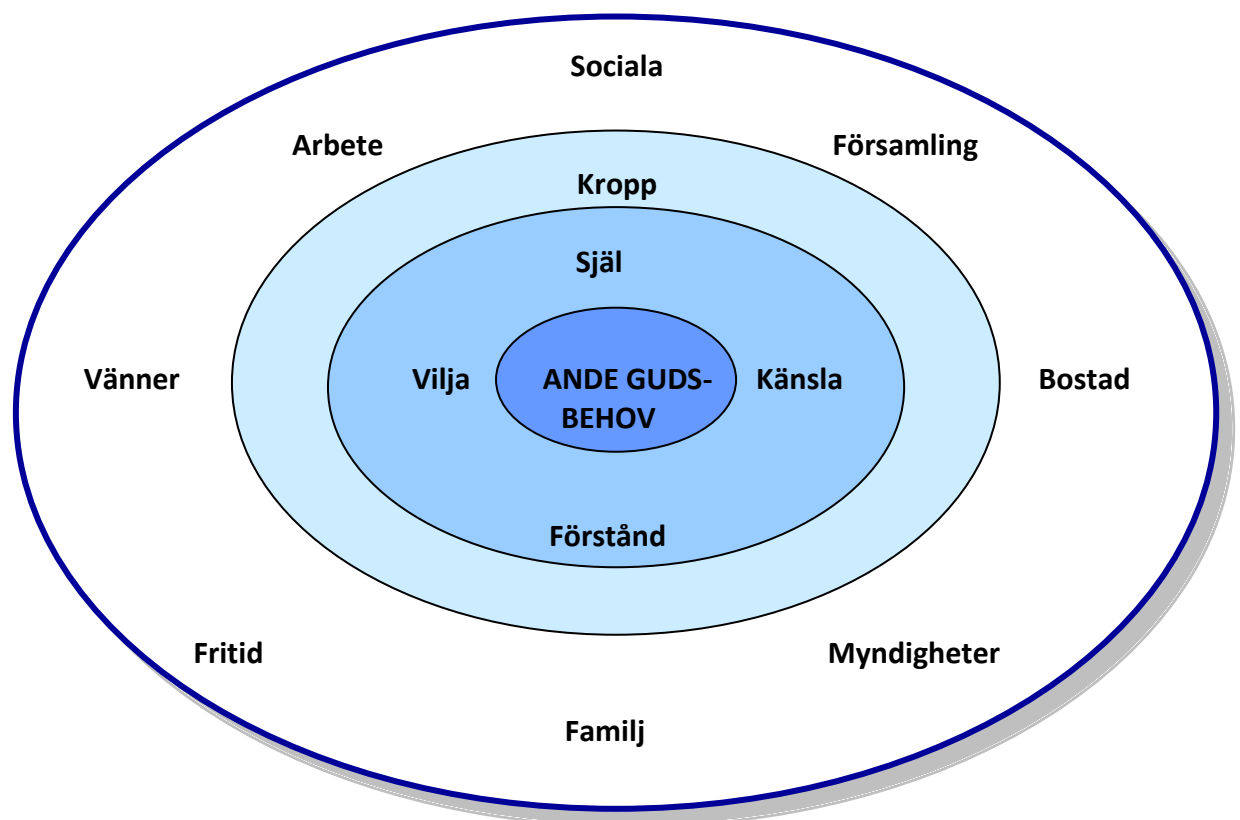 Sociala
Arbete
Församling
Kropp
Själ
Vänner
Vilja
ANDE GUDS-
BEHOV
Känsla
Bostad
Förstånd
Fritid
Myndigheter
Familj